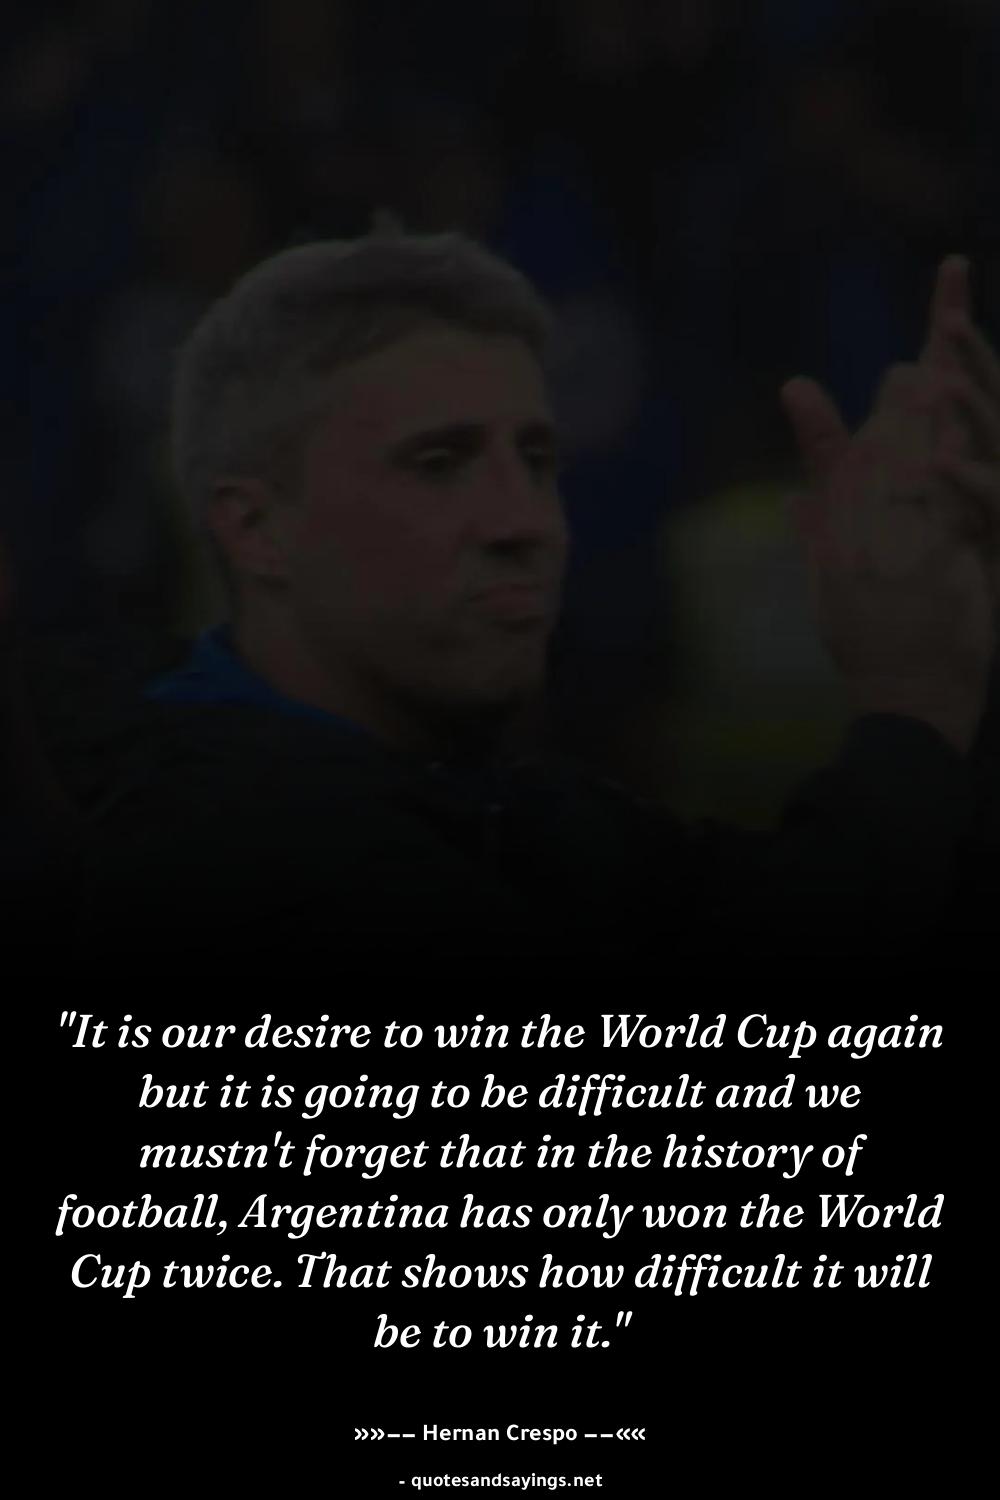 "It is our desire to win the World Cup again
but it is going to be difficult and we
mustn't forget that in the history of
football, Argentina has only won the World
Cup twice. That shows how difficult it will
be to win it."
»»−− Hernan Crespo −−««
- quotesandsayings.net